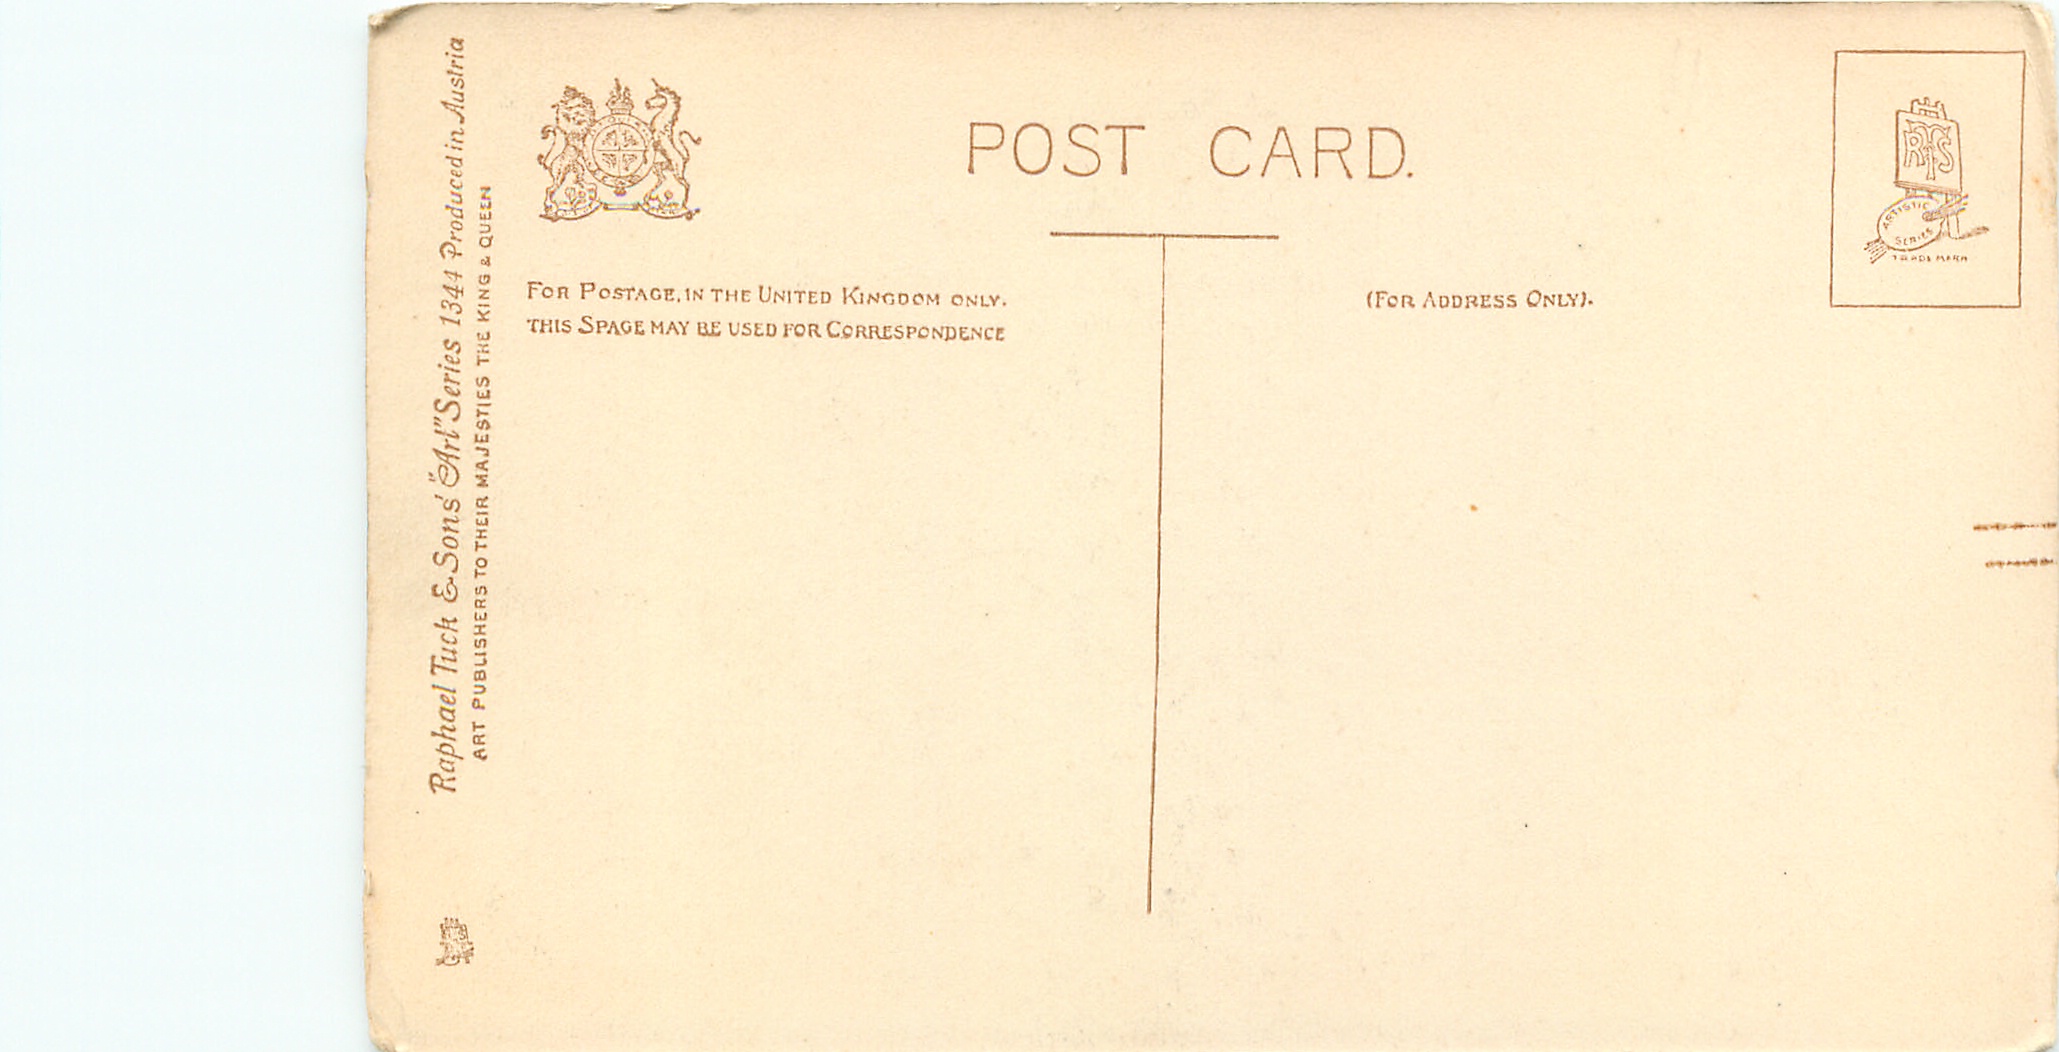 Raphael Tuck & Sons' "Art" Series 1344 Produced in Austria
ART PUBLISHERS TO THEIR MAJESTIES THE KING & QUEEN
POST CARD.
FOR POSTAGE, IN THE UNITED KINGDOM ONLY.
THIS SPACE MAY BE USED FOR CORRESPONDENCE
(FOR ADDRESS ONLY).
RTS
ARTISTIC
SERIES
TRADE MARK